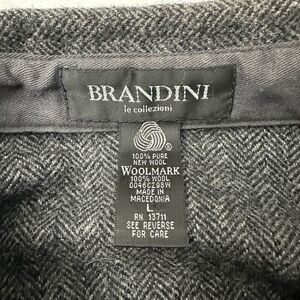 BRANDINI
le collezioni
®
100% PURE
NEW WOOL
WOOLMARK
100% WOOL
0046CZ98W
MADE IN
MACEDONIA
L
RN 13711
SEE REVERSE
FOR CARE